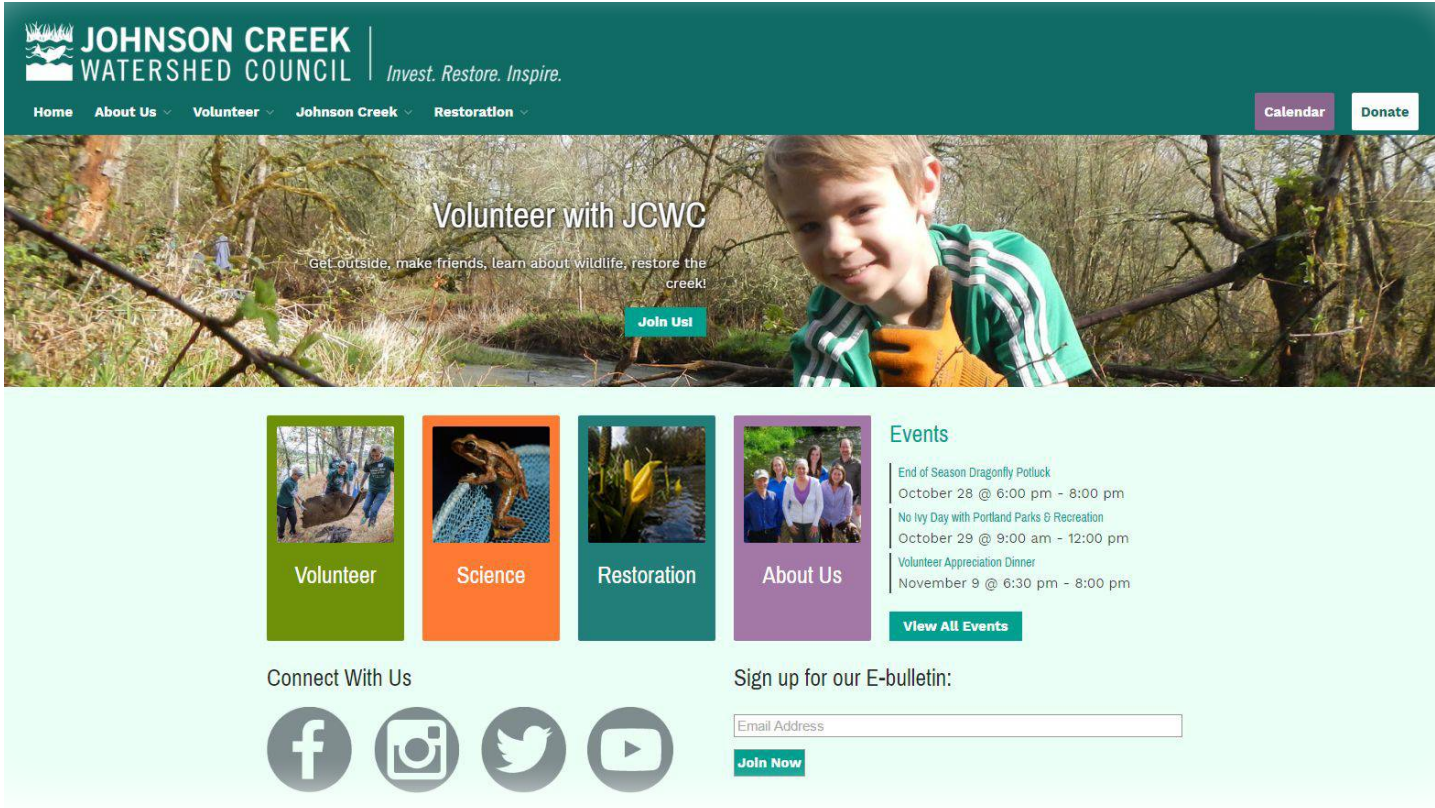 JOHNSON CREEK
WATERSHED COUNCIL
Invest. Restore. Inspire.
Home About Us Volunteer Johnson Creek Restoration
Calendar Donate
Volunteer with JCWC
Get outside, make friends, learn about wildlife, restore the
creek!
Join Us!
Volunteer
Science
Restoration
About Us
Events
End of Season Dragonfly Potluck
October 28 @ 6:00 pm - 8:00 pm
No Ivy Day with Portland Parks & Recreation
October 29 @ 9:00 am - 12:00 pm
Volunteer Appreciation Dinner
November 9 @ 6:30 pm - 8:00 pm
View All Events
Connect With Us
Sign up for our E-bulletin:
Email Address
Join Now